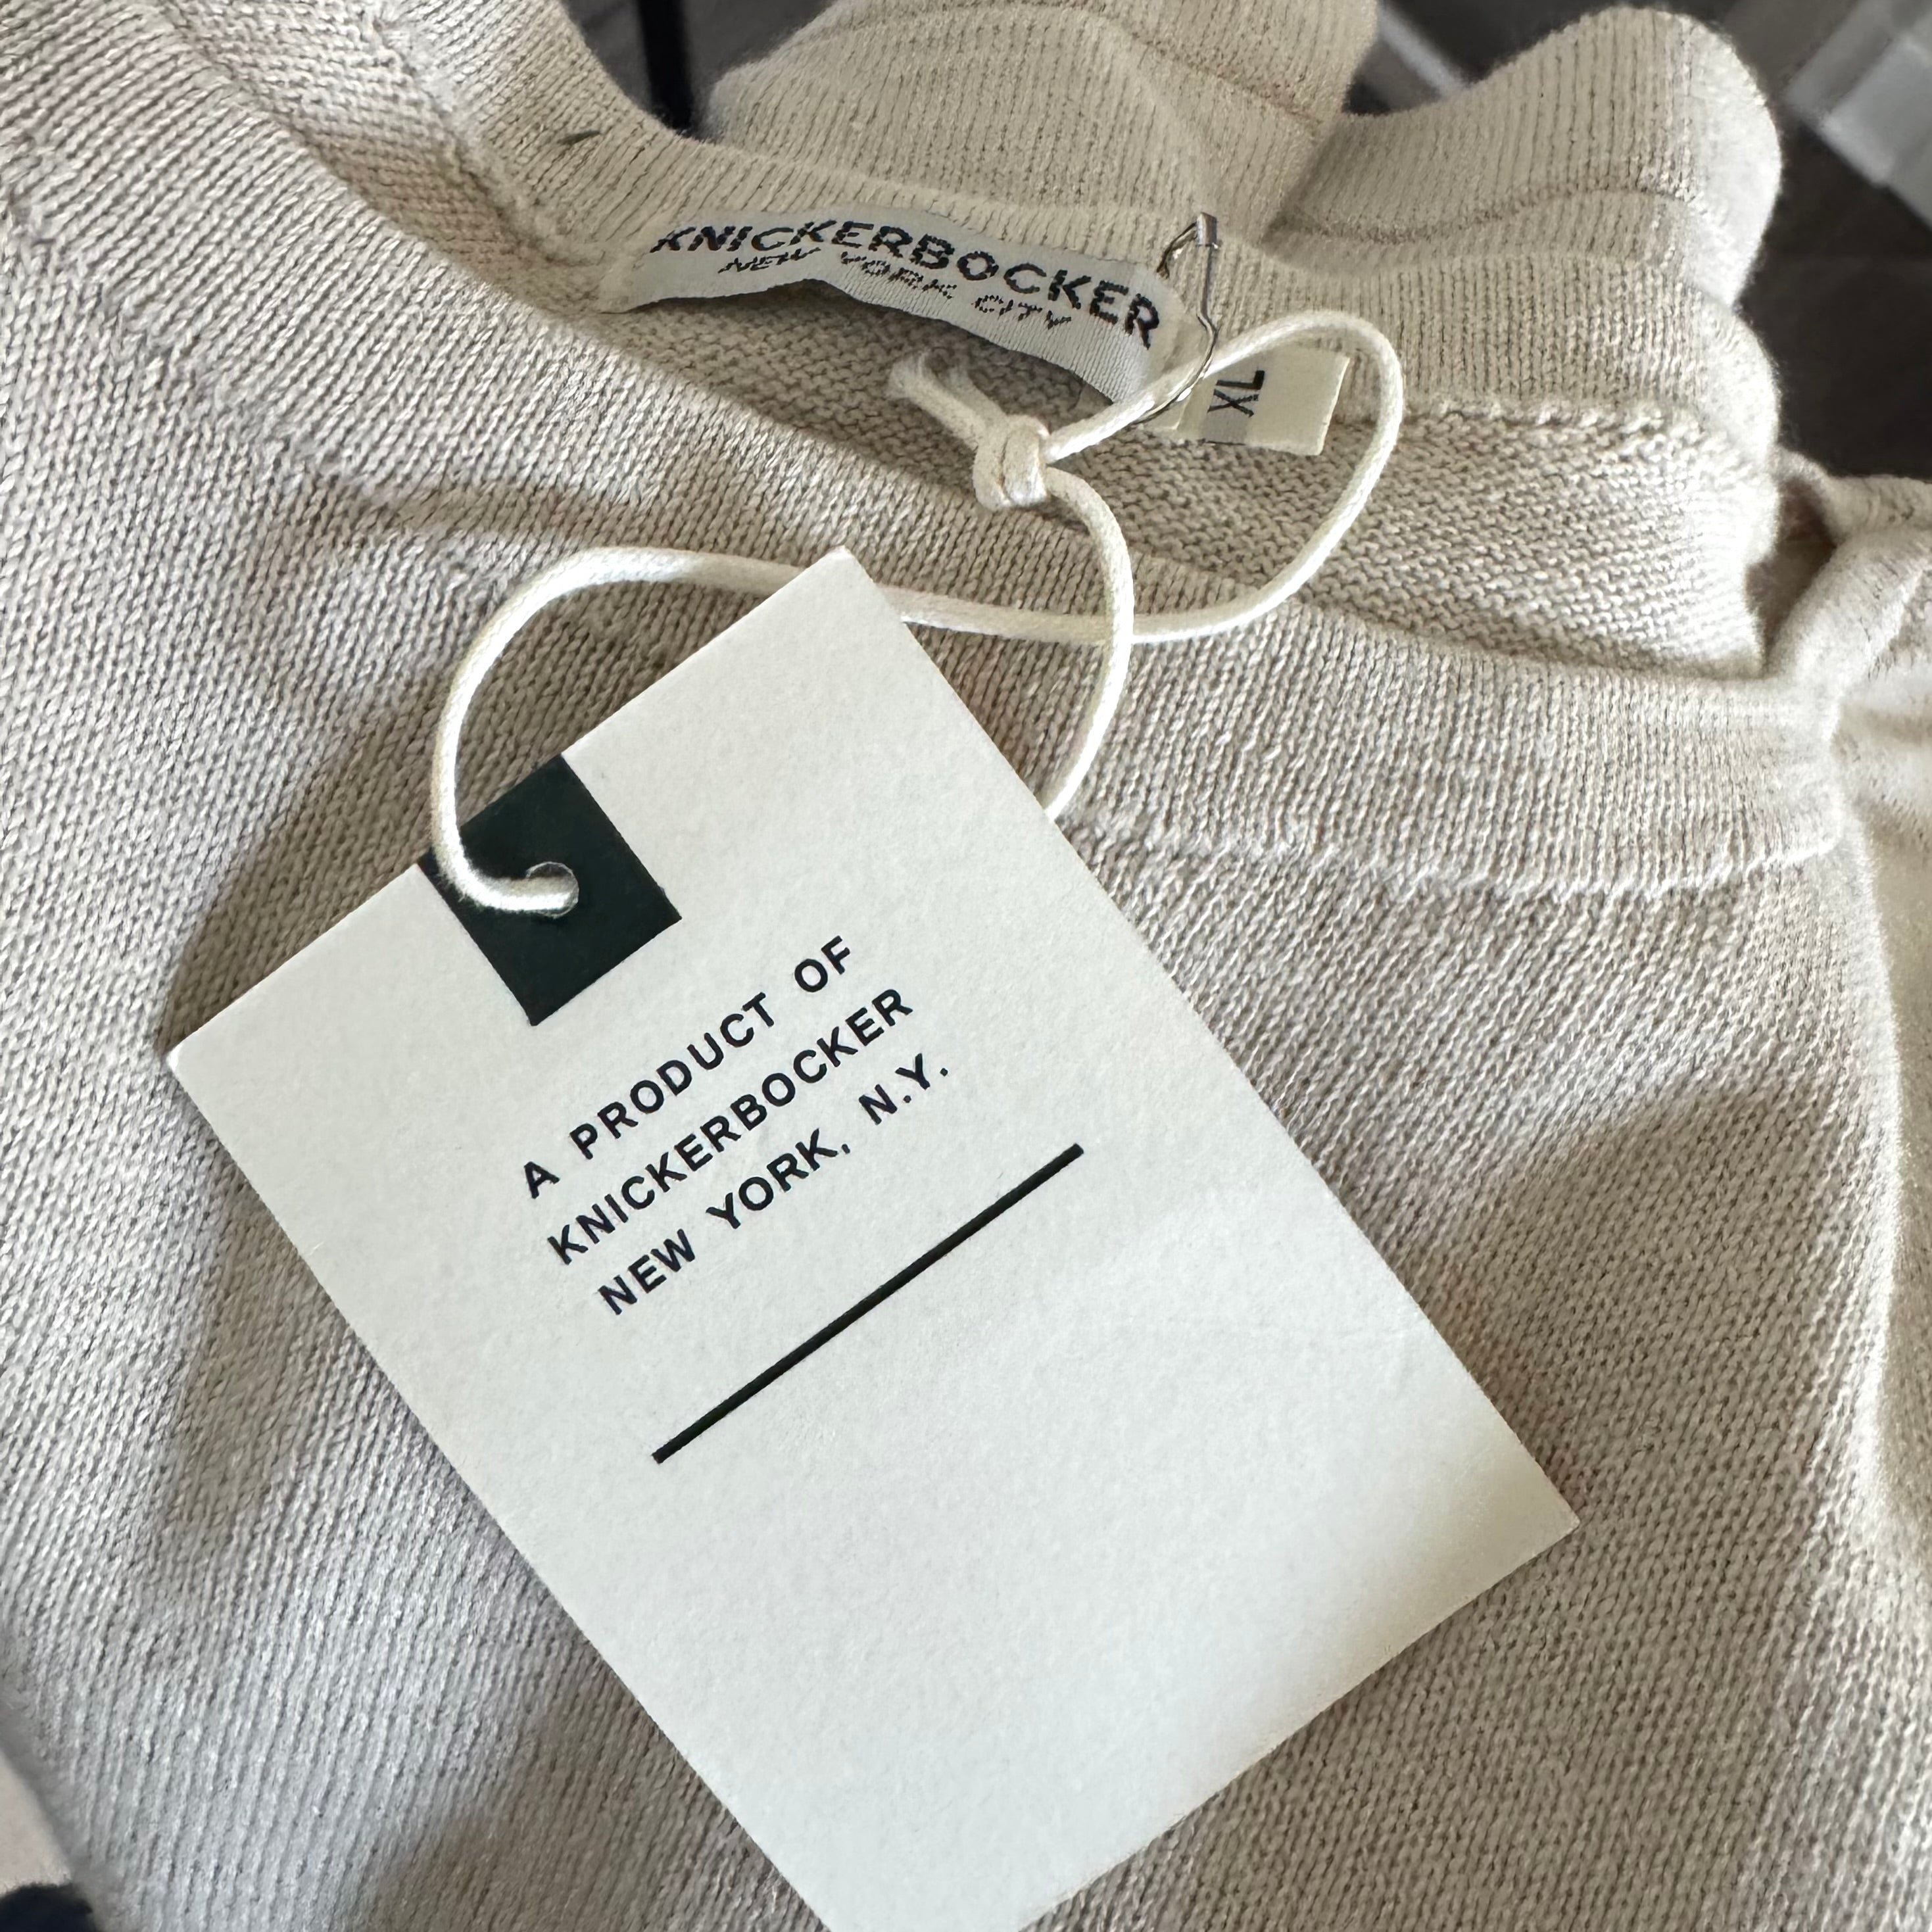 KNICKERBOCKER
NEW YORK CITY
XL
A PRODUCT OF
KNICKERBOCKER
NEW YORK, N.Y.